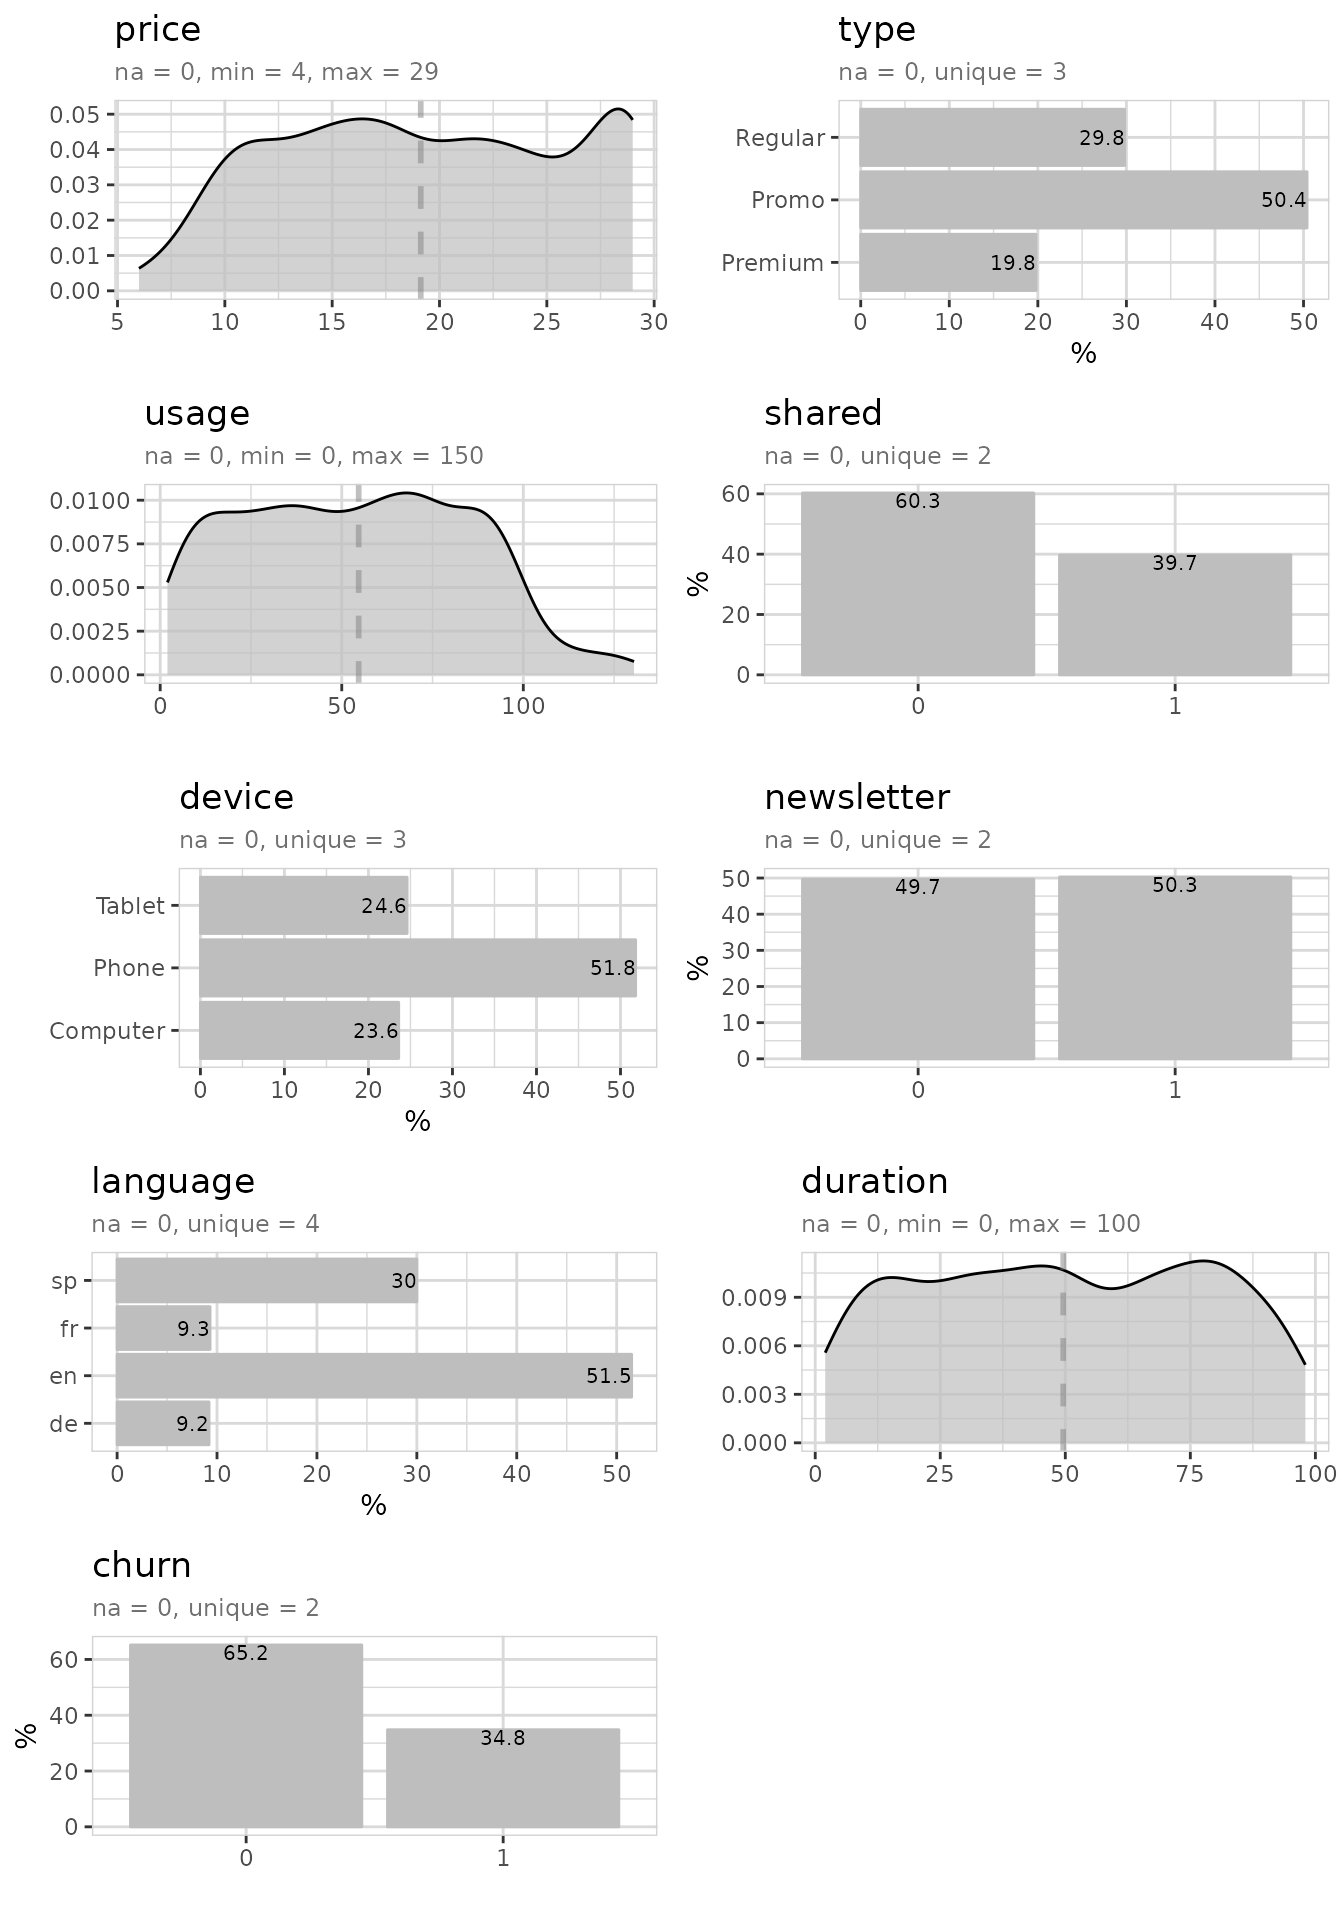 price
na = 0, min = 4, max = 29
0.05
0.04
0.03
0.02
0.01
0.00
5 10 15 20 25 30
type
na = 0, unique = 3
Regular 29.8
Promo 50.4
Premium 19.8
0 10 20 30 40 50
%
usage
na = 0, min = 0, max = 150
0.0100
0.0075
0.0050
0.0025
0.0000
0 50 100
shared
na = 0, unique = 2
%
60
40
20
0
60.3
39.7
0 1
device
na = 0, unique = 3
Tablet 24.6
Phone 51.8
Computer 23.6
0 10 20 30 40 50
%
newsletter
na = 0, unique = 2
%
50
40
30
20
10
0
49.7 50.3
0 1
language
na = 0, unique = 4
sp 30
fr 9.3
en 51.5
de 9.2
0 10 20 30 40 50
%
duration
na = 0, min = 0, max = 100
0.009
0.006
0.003
0.000
0 25 50 75 100
churn
na = 0, unique = 2
%
60
40
20
0
65.2
34.8
0 1